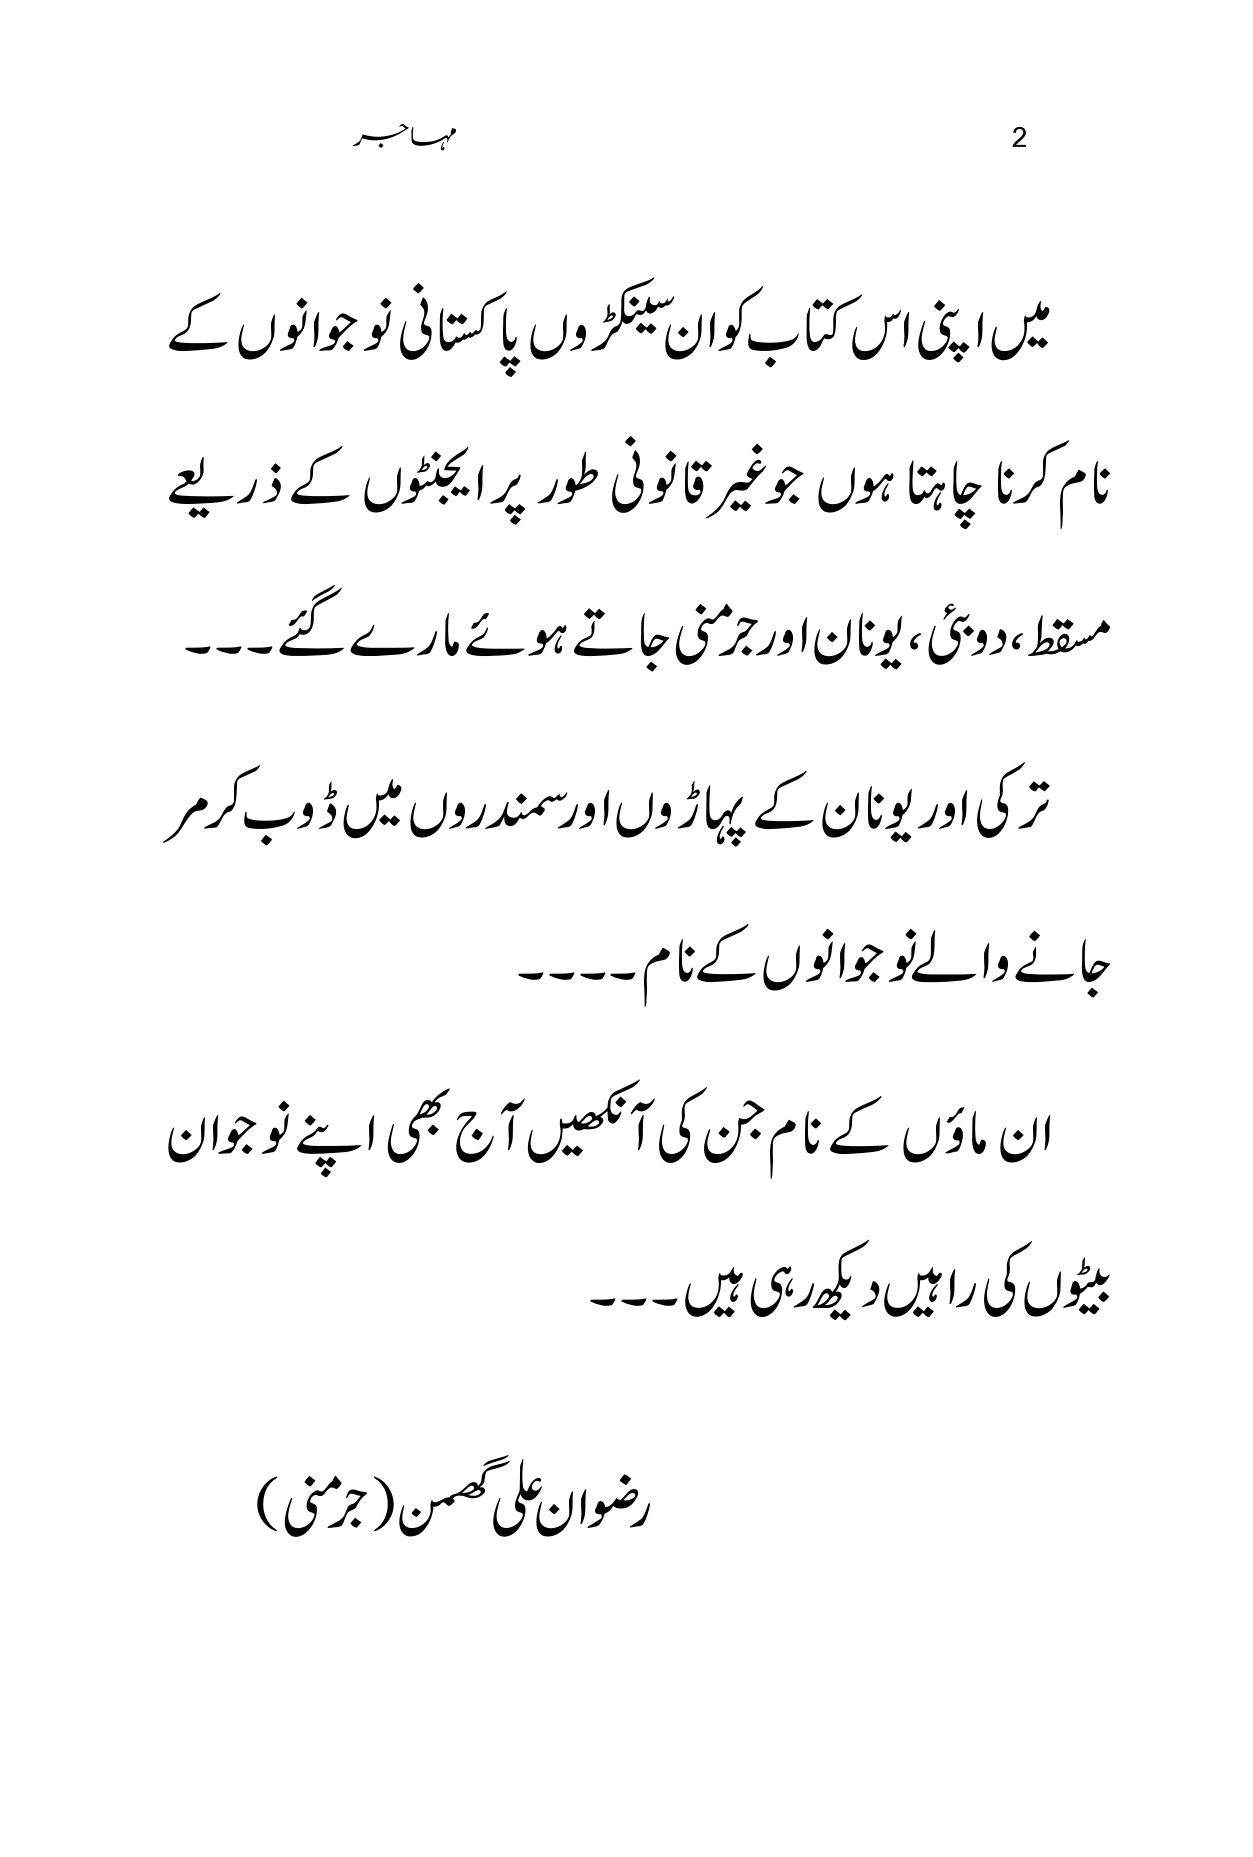 2 مہاجر
میں اپنی اس کتاب کو ان سینکڑوں پاکستانی نوجوانوں کے
نام کرنا چاہتا ہوں جو غیر قانونی طور پر ایجنٹوں کے ذریعے
مسقط، دوبئی، یونان اور جرمنی جاتے ہوئے مارے گئے۔۔۔
ترکی اور یونان کے پہاڑوں اور سمندروں میں ڈوب کر مر
جانے والے نوجوانوں کے نام۔۔۔۔
ان ماؤں کے نام جن کی آنکھیں آج بھی اپنے نوجوان
بیٹوں کی راہیں دیکھ رہی ہیں۔۔۔
رضوان علی گھمن (جرمنی)